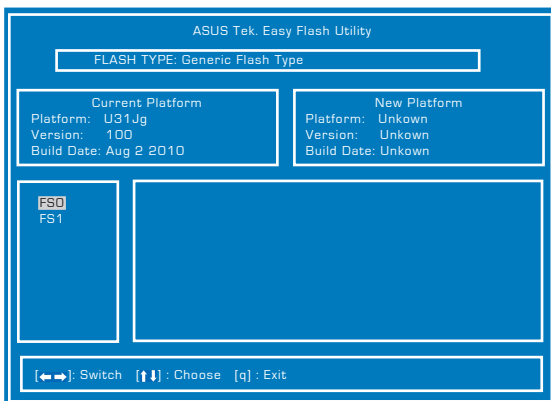 ASUS Tek. Easy Flash Utility
FLASH TYPE: Generic Flash Type
Current Platform
Platform: U31Jg
Version: 100
Build Date: Aug 2 2010
New Platform
Platform: Unkown
Version: Unkown
Build Date: Unkown
FS0
FS1
[←→]: Switch [↑↓] : Choose [q] : Exit